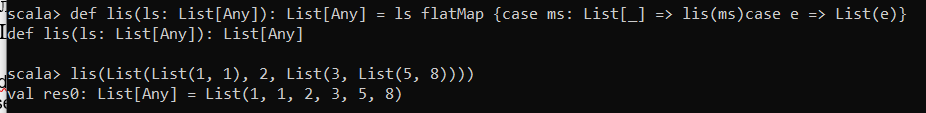 scala> def lis(ls: List[Any]): List[Any] = ls flatMap {case ms: List[_] => lis(ms)case e => List(e)}
def lis(ls: List[Any]): List[Any]
scala> lis(List(List(1, 1), 2, List(3, List(5, 8))))
val res0: List[Any] = List(1, 1, 2, 3, 5, 8)